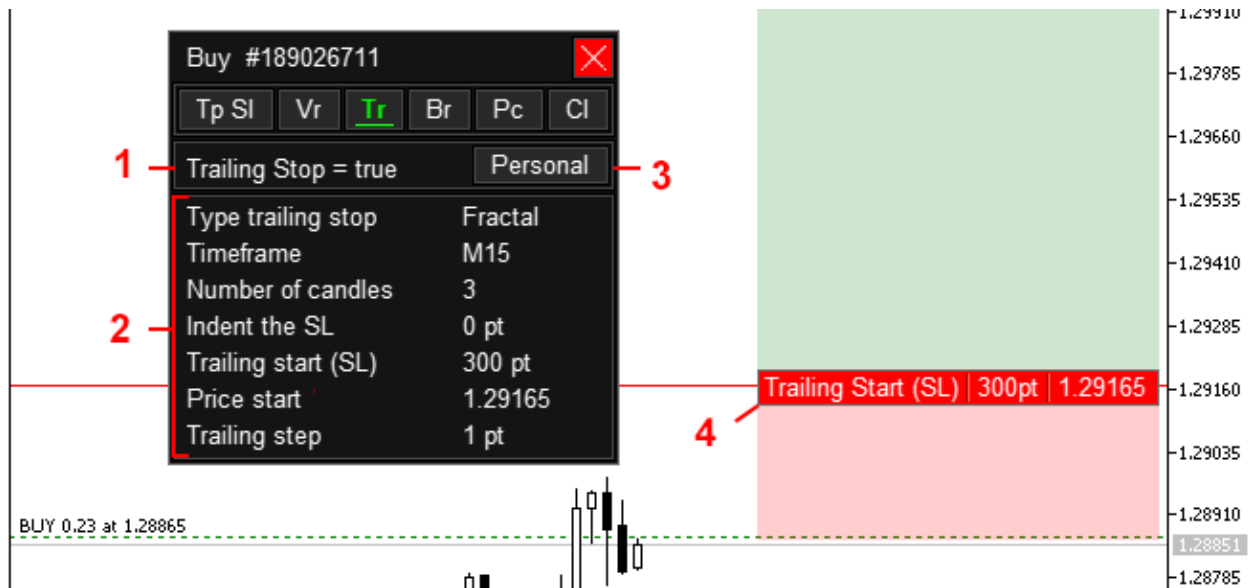 Buy #189026711
Tp Sl Vr Tr Br Pc Cl
1
Trailing Stop = true
Personal
3
2
Type trailing stop Fractal
Timeframe M15
Number of candles 3
Indent the SL 0 pt
Trailing start (SL) 300 pt
Price start 1.29165
Trailing step 1 pt
Trailing Start (SL) 300pt 1.29165
4
BUY 0.23 at 1.28865
1.29910
1.29785
1.29660
1.29535
1.29410
1.29285
1.29160
1.29035
1.28910
1.28851
1.28785